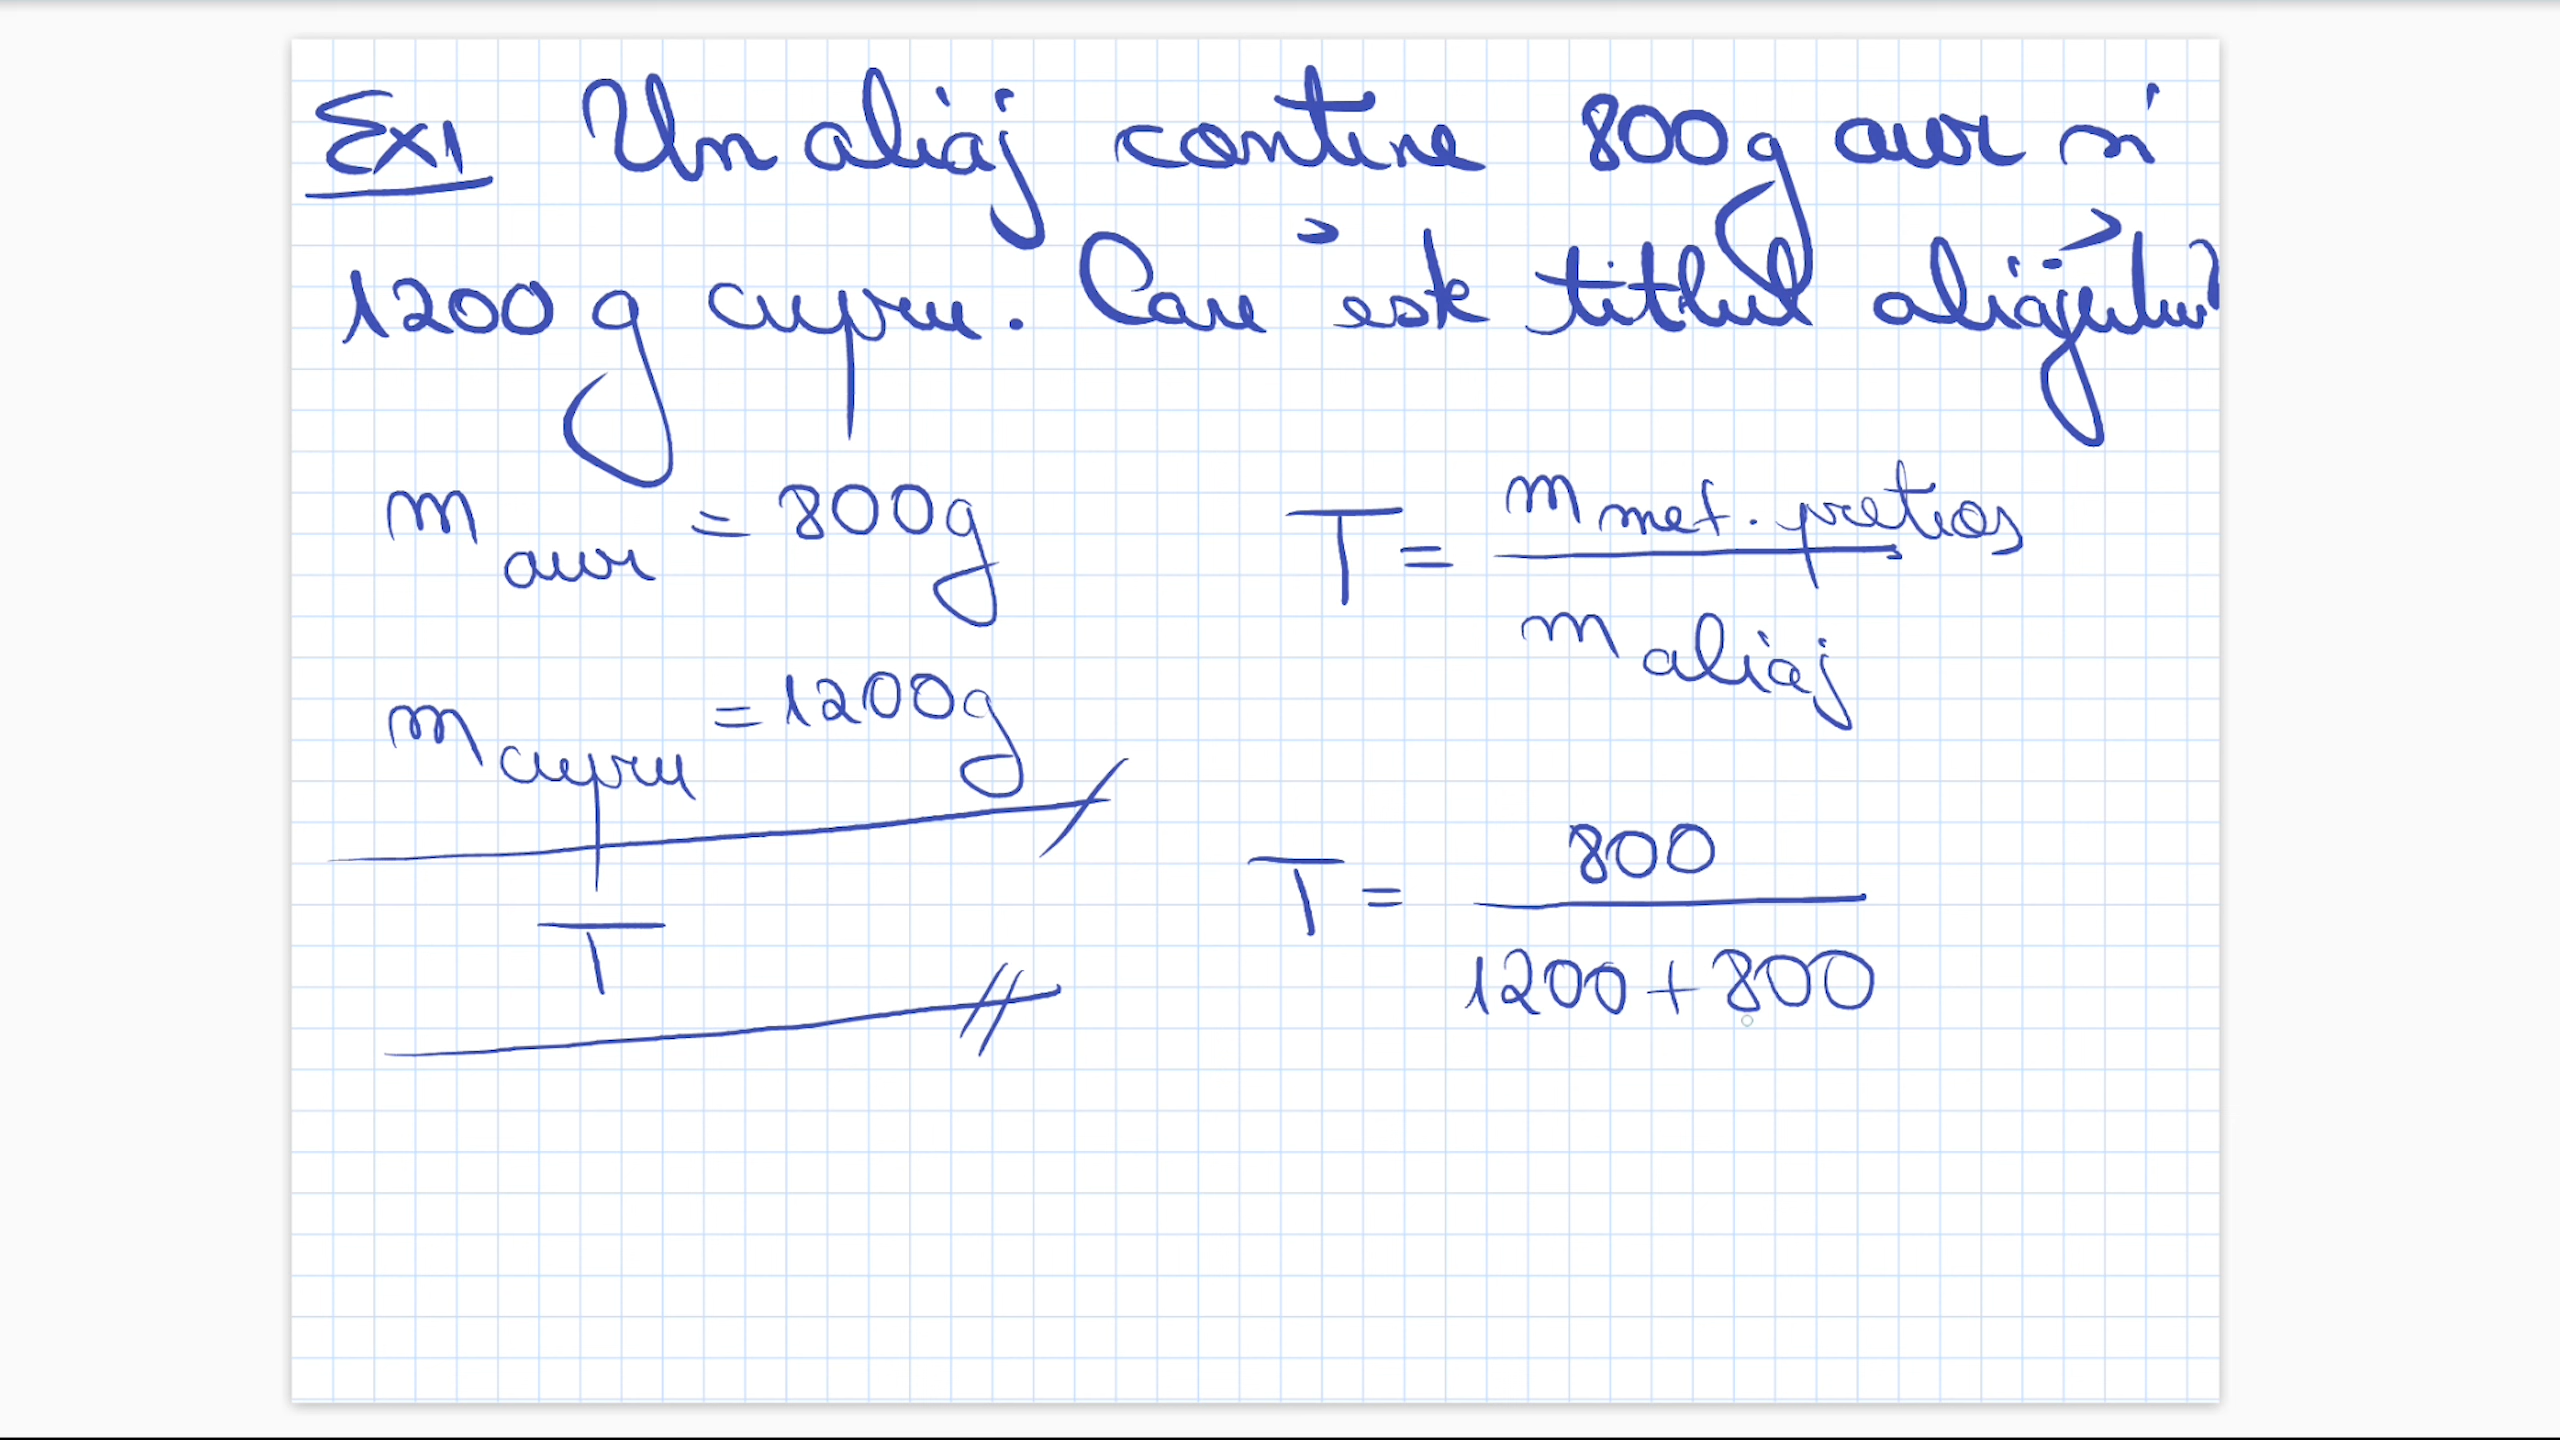 Ex1 Un aliaj conține 800g aur și
1200 g cupru. Care este titlul aliajului?
m aur = 800g
m cupru = 1200g
T
T = m met. prețios / m aliaj
T = 800 / 1200 + 800